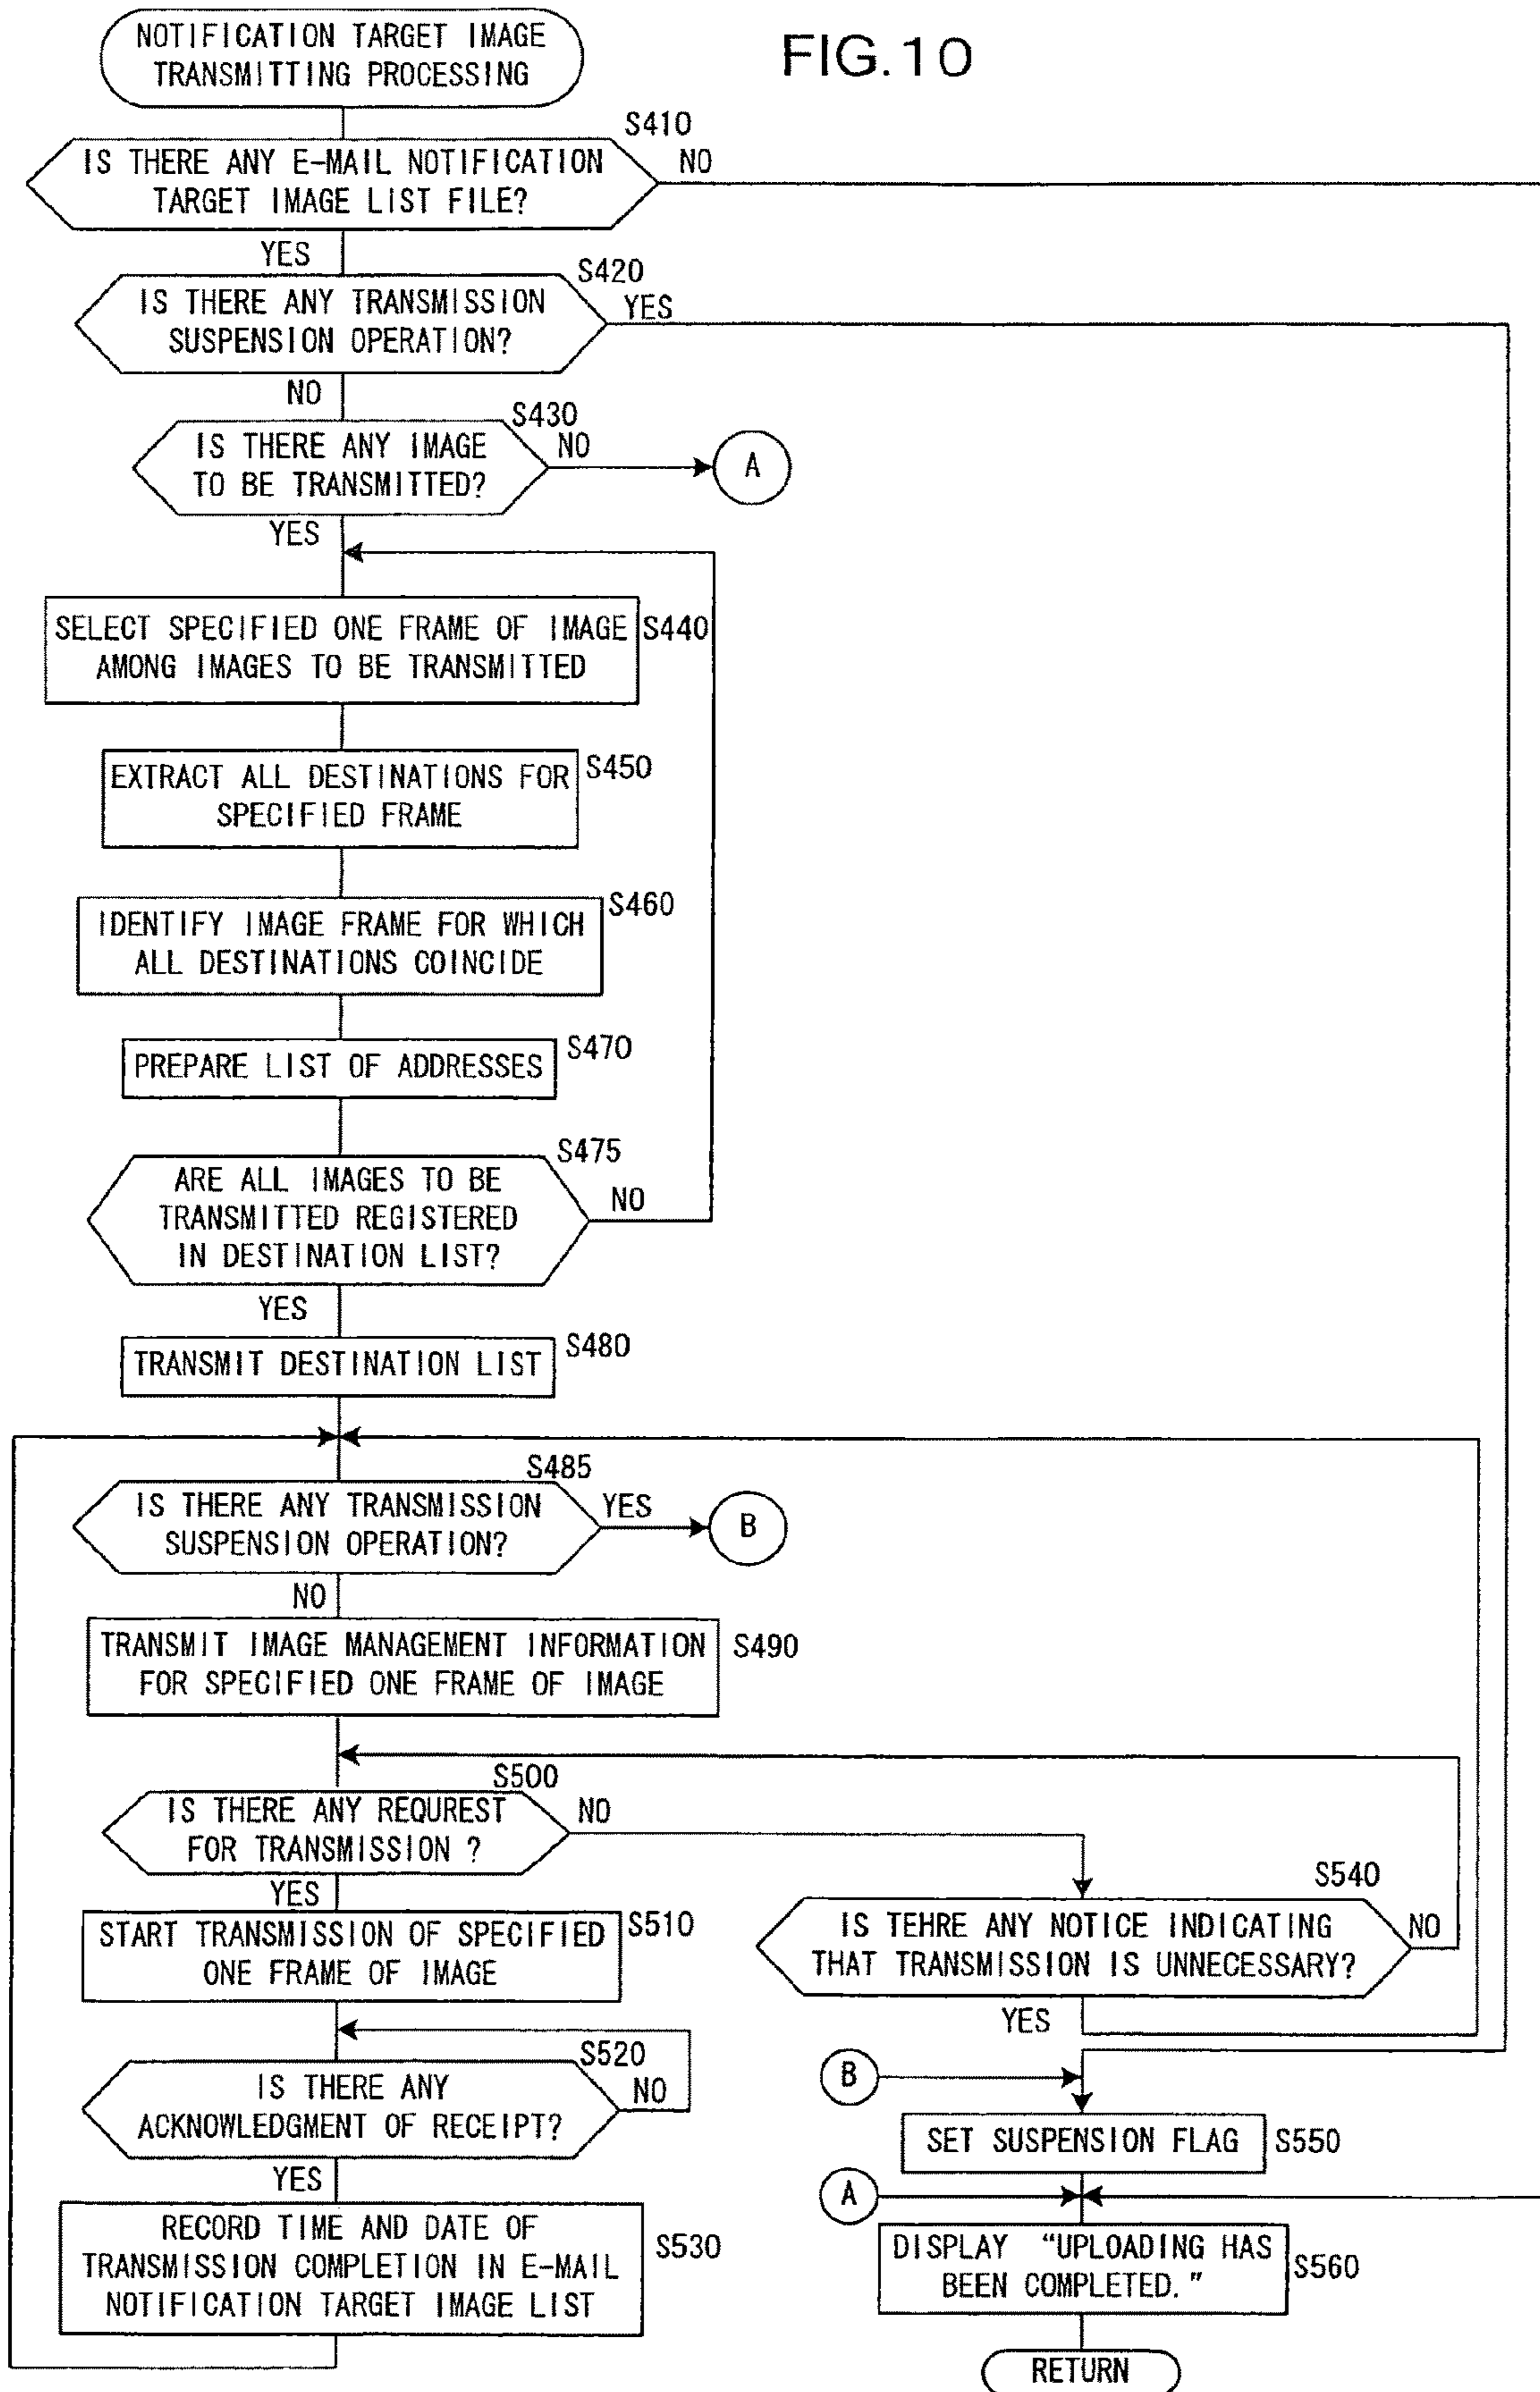 FIG.10
NOTIFICATION TARGET IMAGE
TRANSMITTING PROCESSING
S410
IS THERE ANY E-MAIL NOTIFICATION
TARGET IMAGE LIST FILE?
NO
YES
S420
IS THERE ANY TRANSMISSION
SUSPENSION OPERATION?
YES
NO
S430
IS THERE ANY IMAGE
TO BE TRANSMITTED?
NO
A
YES
SELECT SPECIFIED ONE FRAME OF IMAGE
AMONG IMAGES TO BE TRANSMITTED
S440
EXTRACT ALL DESTINATIONS FOR
SPECIFIED FRAME
S450
IDENTIFY IMAGE FRAME FOR WHICH
ALL DESTINATIONS COINCIDE
S460
PREPARE LIST OF ADDRESSES
S470
S475
ARE ALL IMAGES TO BE
TRANSMITTED REGISTERED
IN DESTINATION LIST?
NO
YES
TRANSMIT DESTINATION LIST
S480
S485
IS THERE ANY TRANSMISSION
SUSPENSION OPERATION?
YES
B
NO
TRANSMIT IMAGE MANAGEMENT INFORMATION
FOR SPECIFIED ONE FRAME OF IMAGE
S490
S500
IS THERE ANY REQUREST
FOR TRANSMISSION ?
NO
YES
START TRANSMISSION OF SPECIFIED
ONE FRAME OF IMAGE
S510
S520
IS THERE ANY
ACKNOWLEDGMENT OF RECEIPT?
NO
YES
RECORD TIME AND DATE OF
TRANSMISSION COMPLETION IN E-MAIL
NOTIFICATION TARGET IMAGE LIST
S530
S540
IS TEHRE ANY NOTICE INDICATING
THAT TRANSMISSION IS UNNECESSARY?
NO
YES
B
SET SUSPENSION FLAG
S550
A
DISPLAY "UPLOADING HAS
BEEN COMPLETED."
S560
RETURN